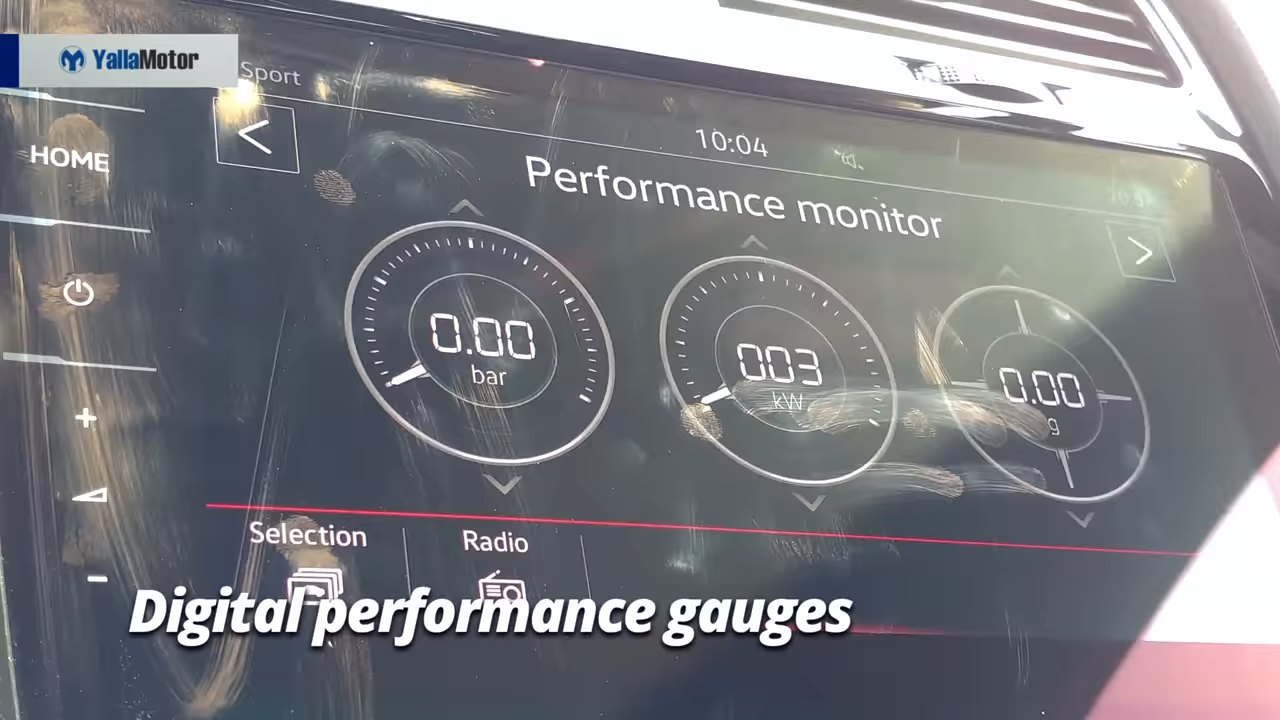 YallaMotor
Sport
10:04
HOME
Performance monitor
0.00
bar
003
kW
0.00
g
Selection
Radio
Digital performance gauges